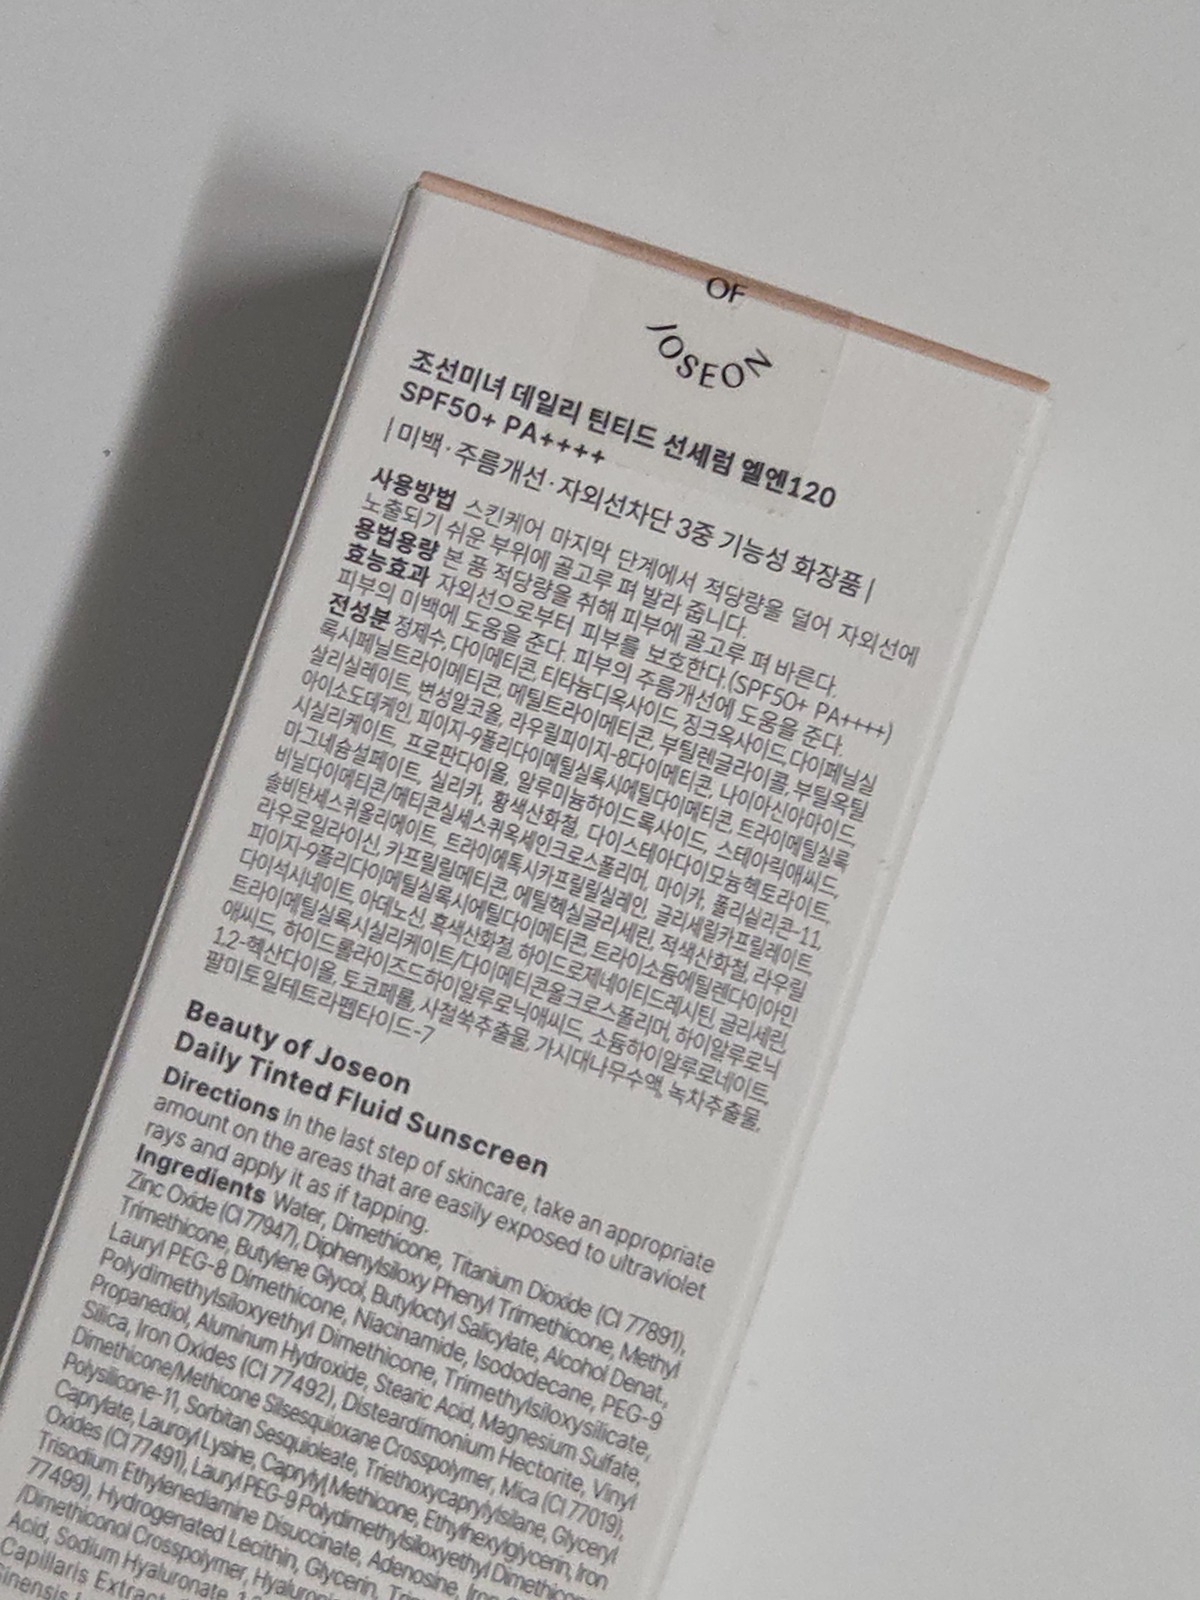 OF
JOSEON
조선미녀 데일리 틴티드 선세럼 엘엔120
SPF50+ PA++++
| 미백·주름개선·자외선차단 3중 기능성 화장품 |
사용방법 스킨케어 마지막 단계에서 적당량을 덜어 자외선에
노출되기 쉬운 부위에 골고루 펴 발라 줍니다.
용법용량 본 품 적당량을 취해 피부에 골고루 펴 바른다.
효능효과 자외선으로부터 피부를 보호한다.(SPF50+ PA++++)
피부의 미백에 도움을 준다. 피부의 주름개선에 도움을 준다.
전성분 정제수, 다이메티콘, 티타늄디옥사이드, 징크옥사이드, 다이페닐실
록시페닐트라이메티콘, 메틸트라이메티콘, 부틸렌글라이콜, 부틸옥틸
살리실레이트, 변성알코올, 라우릴피이지-8다이메티콘, 나이아신아마이드,
아이소도데케인, 피이지-9폴리다이메틸실록시에틸다이메티콘, 트라이메틸실록
시실리케이트, 프로판다이올, 알루미늄하이드록사이드, 스테아릭애씨드,
마그네슘설페이트, 실리카, 황색산화철, 다이스테아다이모늄헥토라이트,
비닐다이메티콘/메티콘실세스퀴옥세인크로스폴리머, 마이카, 폴리실리콘-11,
솔비탄세스퀴올리에이트, 트라이에톡시카프릴릴실레인, 글리세릴카프릴레이트,
라우로일라이신, 카프릴릴메티콘, 에틸헥실글리세린, 적색산화철, 라우릴
피이지-9폴리다이메틸실록시에틸다이메티콘, 트라이소듐에틸렌다이아민
다이석시네이트, 아데노신, 흑색산화철, 하이드로제네이티드레시틴, 글리세린,
트라이메틸실록시실리케이트/다이메티콘올크로스폴리머, 하이알루로닉
애씨드, 하이드롤라이즈드하이알루로닉애씨드, 소듐하이알루로네이트,
1,2-헥산다이올, 토코페롤, 사철쑥추출물, 가시대나무수액, 녹차추출물,
팔미토일테트라펩타이드-7
Beauty of Joseon
Daily Tinted Fluid Sunscreen
Directions In the last step of skincare, take an appropriate
amount on the areas that are easily exposed to ultraviolet
rays and apply it as if tapping.
Ingredients Water, Dimethicone, Titanium Dioxide (CI 77891),
Zinc Oxide (CI 77947), Diphenylsiloxy Phenyl Trimethicone, Methyl
Trimethicone, Butylene Glycol, Butyloctyl Salicylate, Alcohol Denat.,
Lauryl PEG-8 Dimethicone, Niacinamide, Isododecane, PEG-9
Polydimethylsiloxyethyl Dimethicone, Trimethylsiloxysilicate,
Propanediol, Aluminum Hydroxide, Stearic Acid, Magnesium Sulfate,
Silica, Iron Oxides (CI 77492), Disteardimonium Hectorite, Vinyl
Dimethicone/Methicone Silsesquioxane Crosspolymer, Mica (CI 77019),
Polysilicone-11, Sorbitan Sesquioleate, Triethoxycaprylylsilane, Glyceryl
Caprylate, Lauroyl Lysine, Caprylyl Methicone, Ethylhexylglycerin, Iron
Oxides (CI 77491), Lauryl PEG-9 Polydimethylsiloxyethyl Dimethicone,
Trisodium Ethylenediamine Disuccinate, Adenosine, Iron
77499), Hydrogenated Lecithin, Glycerin,
/Dimethiconol Crosspolymer,
Acid, Sodium Hyaluronate,
Capillaris Extract,